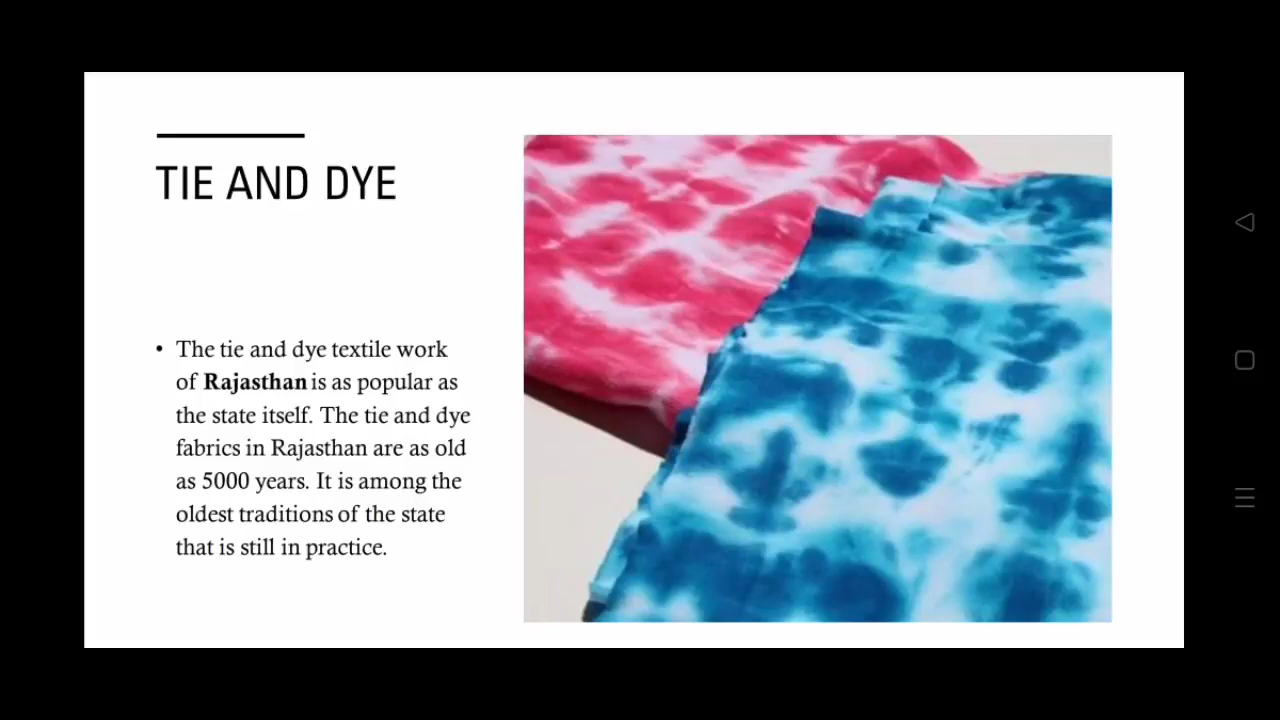 TIE AND DYE
• The tie and dye textile work
of Rajasthan is as popular as
the state itself. The tie and dye
fabrics in Rajasthan are as old
as 5000 years. It is among the
oldest traditions of the state
that is still in practice.